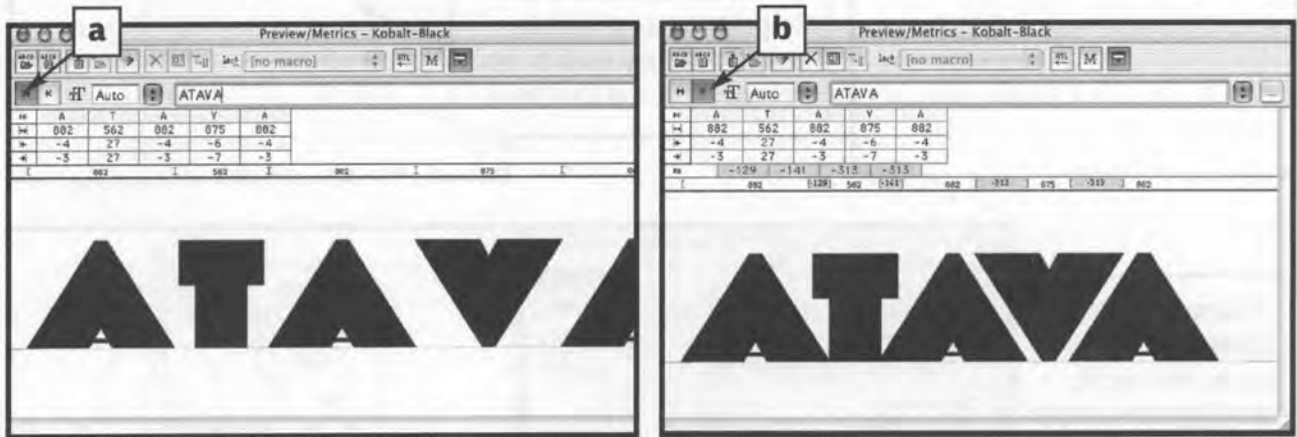 a
Preview/Metrics – Kobalt-Black
[no macro]
M
K Auto ATAVA
A T A V A
882 562 882 875 882
-4 27 -4 -6 -4
-3 27 -3 -7 -3
882 562 882 875
ATAVA
b
Preview/Metrics – Kobalt-Black
[no macro]
RTL M
H K Auto ATAVA
A T A V A
882 562 882 875 882
-4 27 -4 -6 -4
-3 27 -3 -7 -3
-129 -141 -313 -313
882 [-129] 562 [-141] 882 -313 875 -313 882
ATAVA